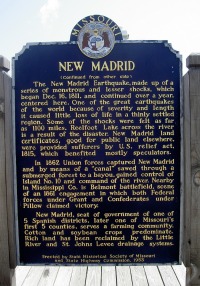 MISSOURI
NEW MADRID
(Continued from other side)
The New Madrid Earthquake, made up of a
series of monstrous and lesser shocks, which
began Dec. 16, 1811, and continued over a year,
centered here. One of the great earthquakes
of the world because of severity and length
it caused little loss of life in a thinly settled
region. Some of the shocks were felt as far
as 1100 miles. Reelfoot Lake across the river
is a result of the disaster. New Madrid land
certificates, good for public land elsewhere,
were provided sufferers by U.S. relief act,
1815, which benefited mostly speculators.
In 1862 Union forces captured New Madrid
and by means of a "canal" sawed through a
submerged forest to a bayou, gained control of
Island No. 10 and command of the river. Nearby
in Mississippi Co. is Belmont battlefield, scene
of an 1861 engagement in which both Federal
forces under Grant and Confederates under
Pillow claimed victory.
New Madrid, seat of government of one of
5 Spanish districts, later one of Missouri's
first 5 counties, serves a farming community.
Cotton and soybean crops predominate.
Rich land has been reclaimed by the Little
River and St. Johns Levee drainage systems.
Erected by State Historical Society of Missouri
and State Highway Commission, 1953